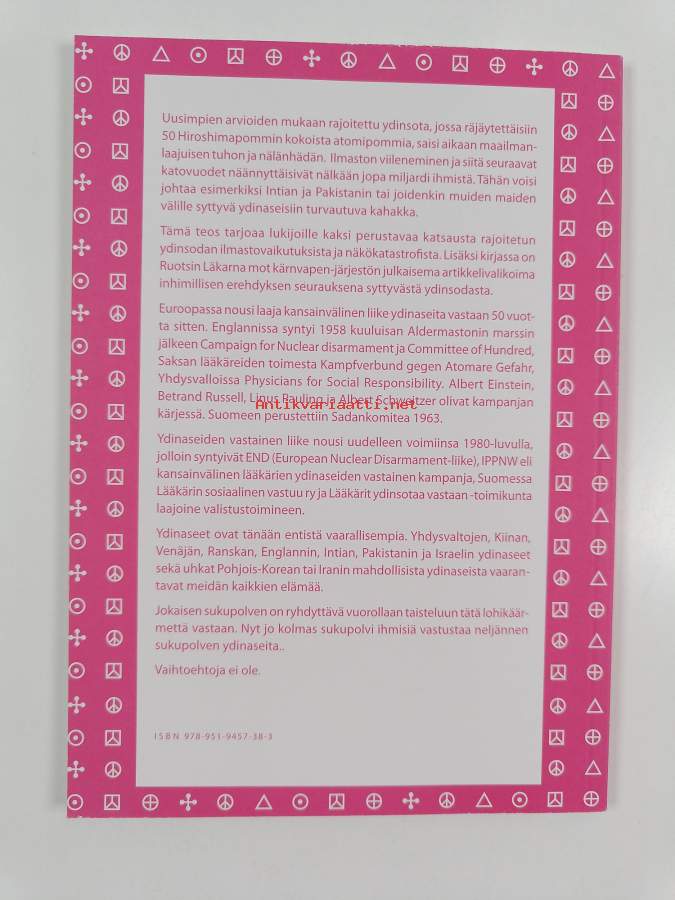 Uusimpien arvioiden mukaan rajoitettu ydinsota, jossa räjäytettäisiin
50 Hiroshimapommin kokoista atomipommia, saisi aikaan maailman-
laajuisen tuhon ja nälänhädän. Ilmaston viileneminen ja siitä seuraavat
katovuodet näännyttäisivät nälkään jopa miljardi ihmistä. Tähän voisi
johtaa esimerkiksi Intian ja Pakistanin tai joidenkin muiden maiden
välille syttyvä ydinaseisiin turvautuva kahakka.
Tämä teos tarjoaa lukijoille kaksi perustavaa katsausta rajoitetun
ydinsodan ilmastovaikutuksista ja näkökatastrofista. Lisäksi kirjassa on
Ruotsin Läkarna mot kärnvapen-järjestön julkaisema artikkelivalikoima
inhimillisen erehdyksen seurauksena syttyvästä ydinsodasta.
Euroopassa nousi laaja kansainvälinen liike ydinaseita vastaan 50 vuot-
ta sitten. Englannissa syntyi 1958 kuuluisan Aldermastonin marssin
jälkeen Campaign for Nuclear disarmament ja Committee of Hundred,
Saksan lääkäreiden toimesta Kampfverbund gegen Atomare Gefahr,
Yhdysvalloissa Physicians for Social Responsibility. Albert Einstein,
Betrand Russell, Linus Pauling ja Albert Schweitzer olivat kampanjan
Antikvariaatti.net
kärjessä. Suomeen perustettiin Sadankomitea 1963.
Ydinaseiden vastainen liike nousi uudelleen voimiinsa 1980-luvulla,
jolloin syntyivät END (European Nuclear Disarmament-liike), IPPNW eli
kansainvälinen lääkärien ydinaseiden vastainen kampanja, Suomessa
Lääkärin sosiaalinen vastuu ry ja Lääkärit ydinsotaa vastaan -toimikunta
laajoine valistustoimineen.
Ydinaseet ovat tänään entistä vaarallisempia. Yhdysvaltojen, Kiinan,
Venäjän, Ranskan, Englannin, Intian, Pakistanin ja Israelin ydinaseet
sekä uhkat Pohjois-Korean tai Iranin mahdollisista ydinaseista vaaran-
tavat meidän kaikkien elämää.
Jokaisen sukupolven on ryhdyttävä vuorollaan taisteluun tätä lohikäär-
mettä vastaan. Nyt jo kolmas sukupolvi ihmisiä vastustaa neljännen
sukupolven ydinaseita..
Vaihtoehtoja ei ole.
ISBN 978-951-9457-38-3